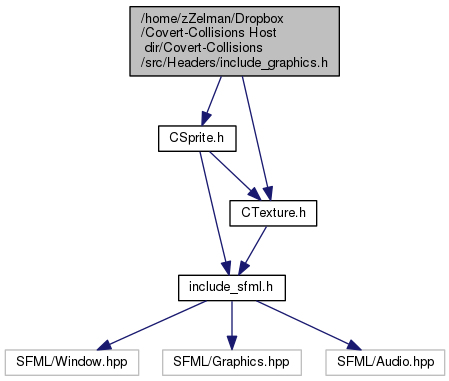 /home/zZelman/Dropbox
/Covert-Collisions Host
dir/Covert-Collisions
/src/Headers/include_graphics.h
CSprite.h
CTexture.h
include_sfml.h
SFML/Window.hpp
SFML/Graphics.hpp
SFML/Audio.hpp